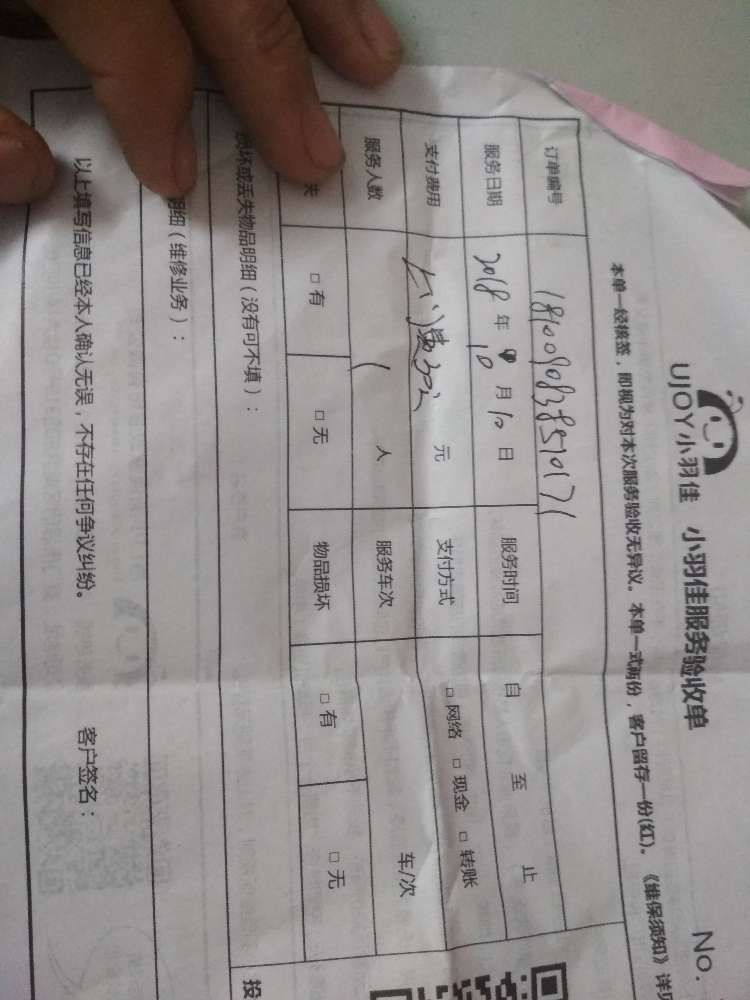 UJOY小羽佳 小羽佳服务验收单
No.
本单一经核签，即视为对本次服务验收无异议。本单一式两份，客户留存一份(红)。《维保须知》详见
订单编号
服务日期 2018 年 10 月 10 日 服务时间 自 至 止
支付费用 元 支付方式 □ 网络 □ 现金 □ 转账
服务人数 1 人 服务车次 车/次
失 □ 有 □ 无 物品损坏 □ 有 □ 无
损坏或丢失物品明细（没有可不填）：
明细（维修业务）：
以上填写信息已经本人确认无误，不存在任何争议纠纷。 客户签名：
投